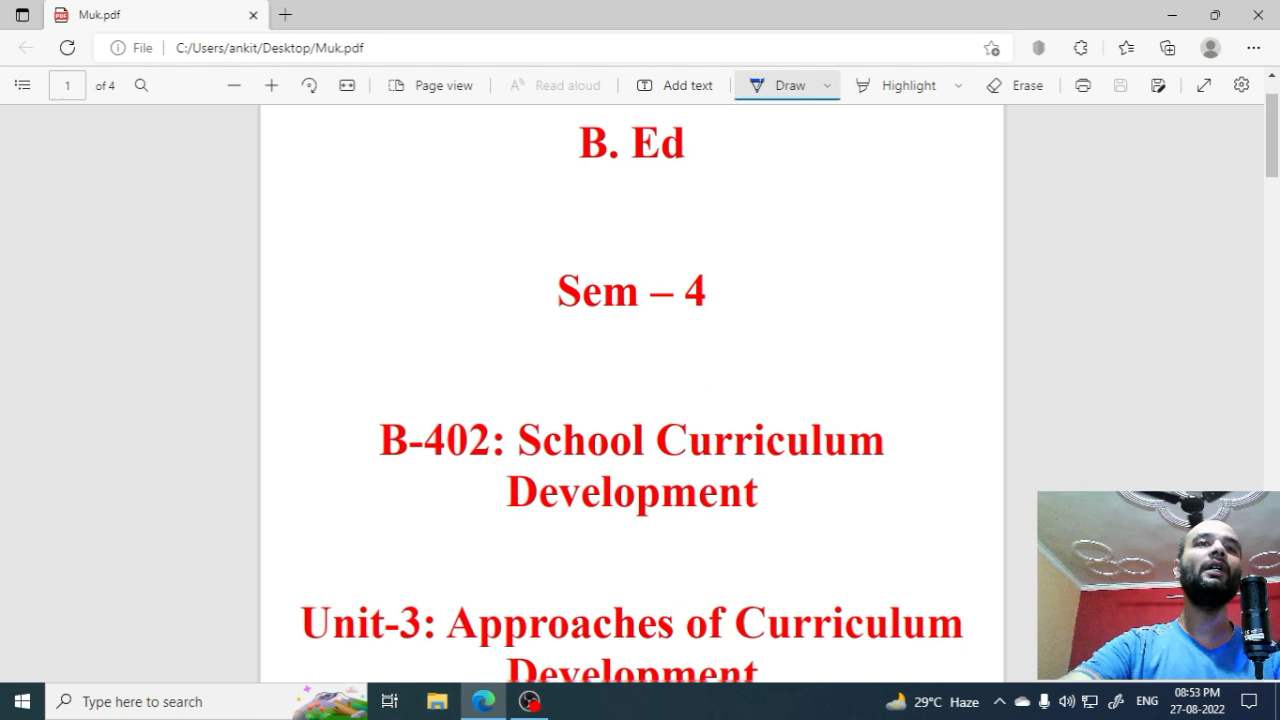 Muk.pdf
File C:/Users/ankit/Desktop/Muk.pdf
1 of 4 Page view Read aloud Add text Draw Highlight Erase
B. Ed
Sem – 4
B-402: School Curriculum
Development
Unit-3: Approaches of Curriculum
Development
Type here to search
29°C Haze
ENG
08:53 PM
27-08-2022